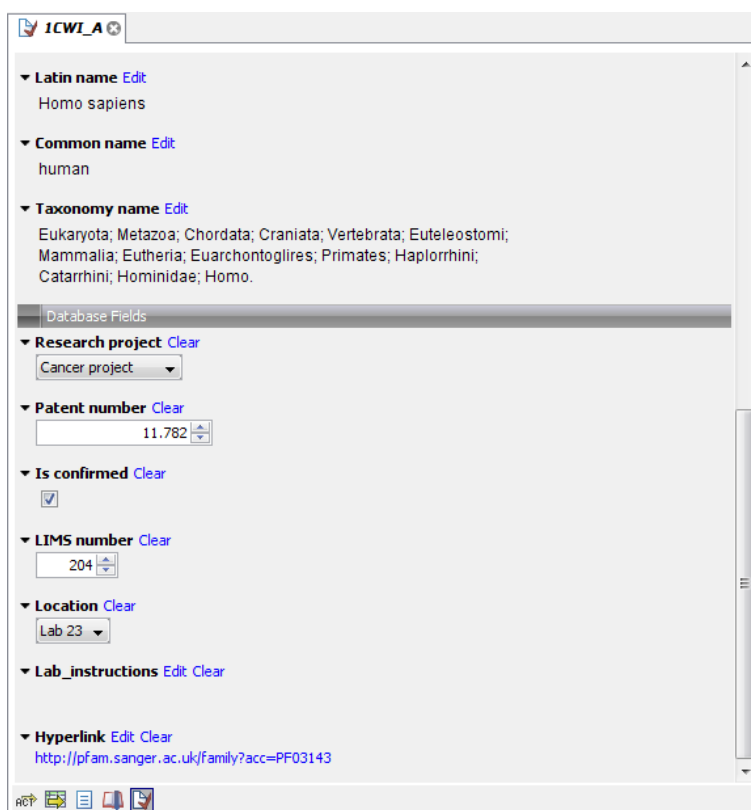 1CWI_A
Latin name Edit
Homo sapiens
Common name Edit
human
Taxonomy name Edit
Eukaryota; Metazoa; Chordata; Craniata; Vertebrata; Euteleostomi;
Mammalia; Eutheria; Euarchontoglires; Primates; Haplorrhini;
Catarrhini; Hominidae; Homo.
Database Fields
Research project Clear
Cancer project
Patent number Clear
11.782
Is confirmed Clear
LIMS number Clear
204
Location Clear
Lab 23
Lab_instructions Edit Clear
Hyperlink Edit Clear
http://pfam.sanger.ac.uk/family?acc=PF03143
ACT